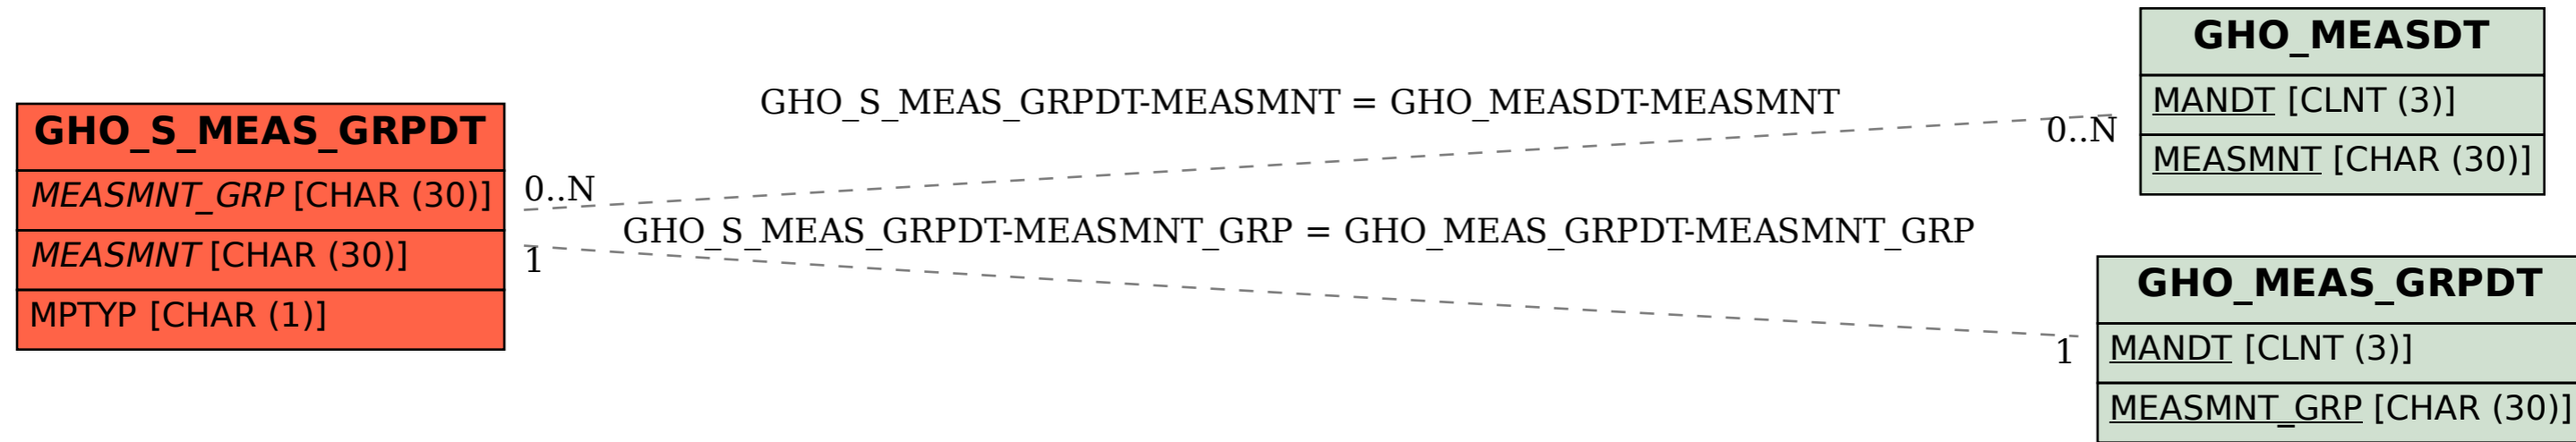 GHO_S_MEAS_GRPDT
MEASMNT_GRP [CHAR (30)]
MEASMNT [CHAR (30)]
MPTYP [CHAR (1)]
GHO_S_MEAS_GRPDT-MEASMNT = GHO_MEASDT-MEASMNT
0..N
0..N
GHO_S_MEAS_GRPDT-MEASMNT_GRP = GHO_MEAS_GRPDT-MEASMNT_GRP
1
1
GHO_MEASDT
MANDT [CLNT (3)]
MEASMNT [CHAR (30)]
GHO_MEAS_GRPDT
MANDT [CLNT (3)]
MEASMNT_GRP [CHAR (30)]